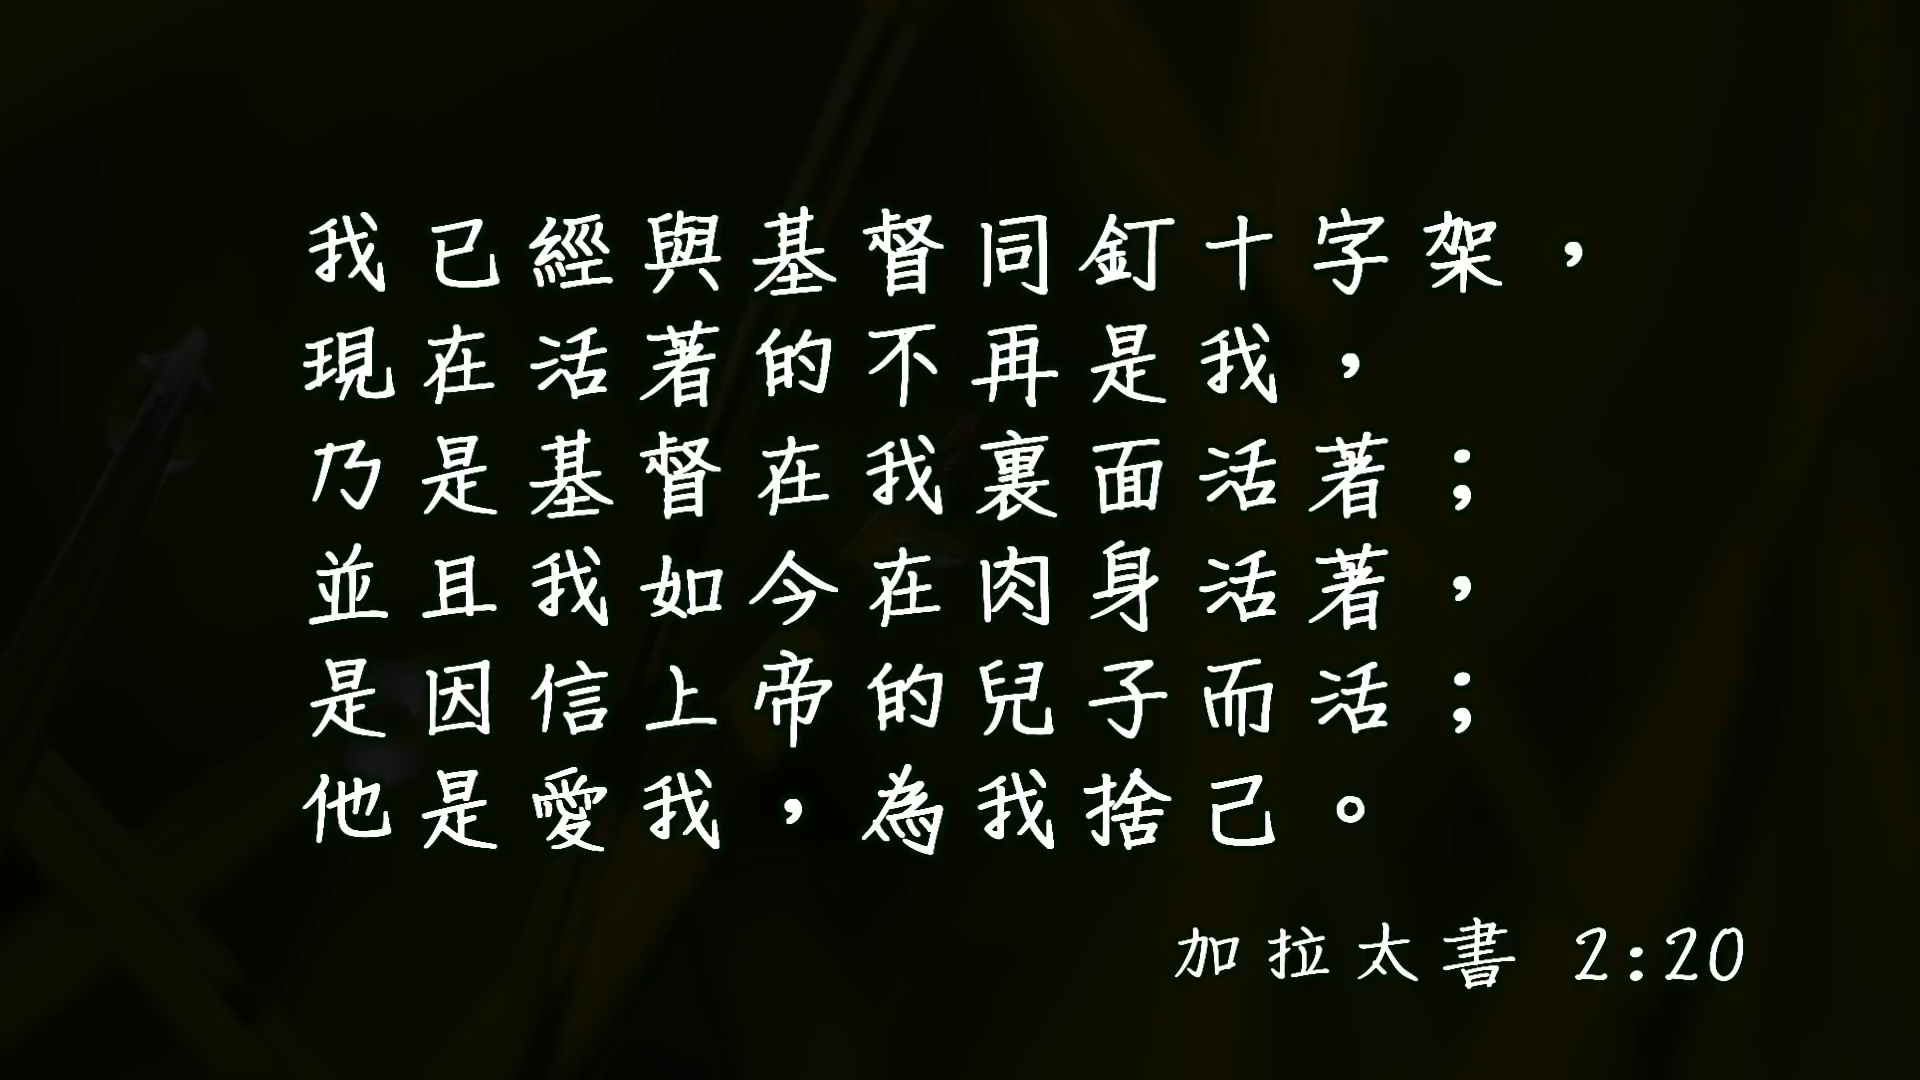 我已經與基督同釘十字架，
現在活著的不再是我，
乃是基督在我裏面活著；
並且我如今在肉身活著，
是因信上帝的兒子而活；
他是愛我，為我捨己。
加拉太書 2:20